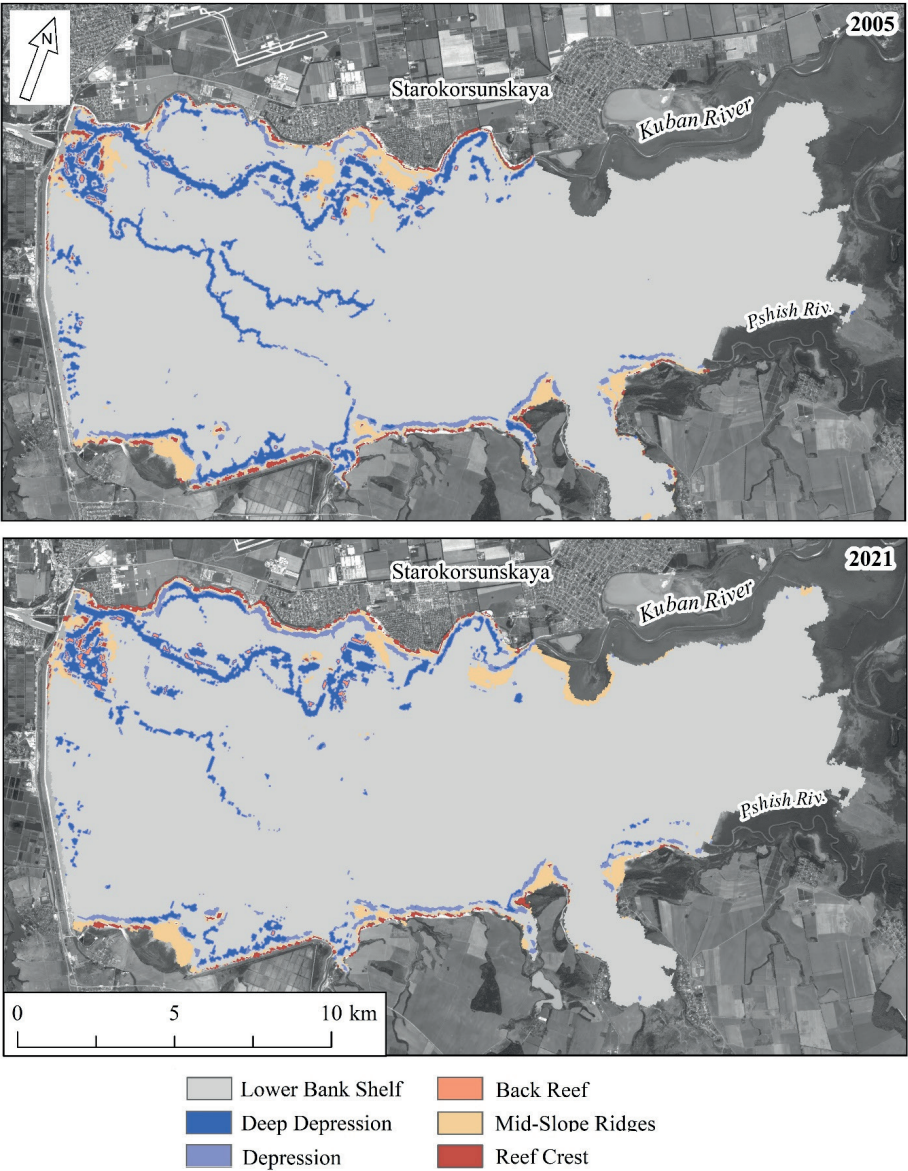 2005
N
Starokorsunskaya
Kuban River
Pshish Riv.
2021
Starokorsunskaya
Kuban River
Pshish Riv.
0 5 10 km
Lower Bank Shelf
Deep Depression
Depression
Back Reef
Mid-Slope Ridges
Reef Crest